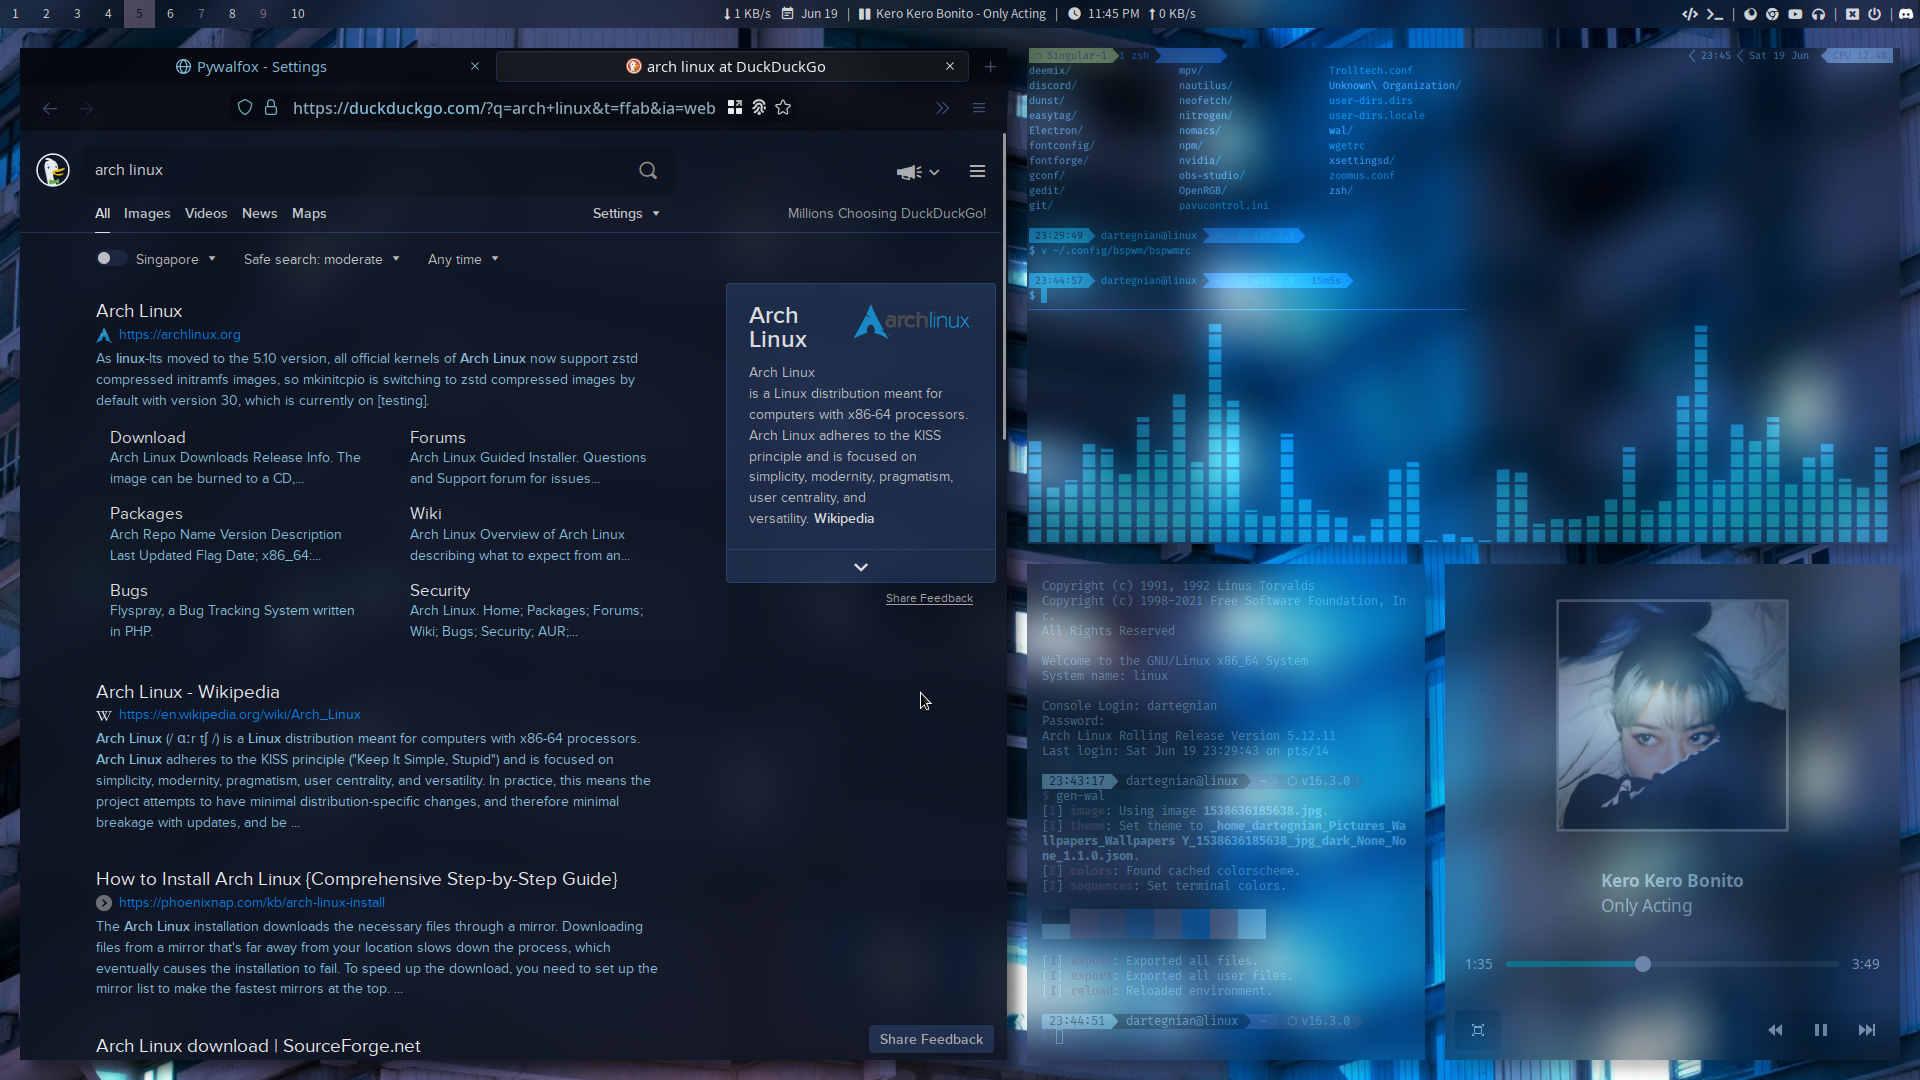 1 2 3 4 5 6 7 8 9 10
1 KB/s Jun 19 | Kero Kero Bonito - Only Acting | 11:45 PM 0 KB/s
Pywalfox - Settings
arch linux at DuckDuckGo
https://duckduckgo.com/?q=arch+linux&t=ffab&ia=web
arch linux
All Images Videos News Maps
Settings
Millions Choosing DuckDuckGo!
Singapore Safe search: moderate Any time
Arch Linux
https://archlinux.org
As linux-lts moved to the 5.10 version, all official kernels of Arch Linux now support zstd
compressed initramfs images, so mkinitcpio is switching to zstd compressed images by
default with version 30, which is currently on [testing].
Download
Arch Linux Downloads Release Info. The
image can be burned to a CD,...
Forums
Arch Linux Guided Installer. Questions
and Support forum for issues...
Packages
Arch Repo Name Version Description
Last Updated Flag Date; x86_64:...
Wiki
Arch Linux Overview of Arch Linux
describing what to expect from an...
Bugs
Flyspray, a Bug Tracking System written
in PHP.
Security
Arch Linux. Home; Packages; Forums;
Wiki; Bugs; Security; AUR;...
Arch Linux - Wikipedia
W https://en.wikipedia.org/wiki/Arch_Linux
Arch Linux (/ ɑːr tʃ /) is a Linux distribution meant for computers with x86-64 processors.
Arch Linux adheres to the KISS principle ("Keep It Simple, Stupid") and is focused on
simplicity, modernity, pragmatism, user centrality, and versatility. In practice, this means the
project attempts to have minimal distribution-specific changes, and therefore minimal
breakage with updates, and be ...
How to Install Arch Linux {Comprehensive Step-by-Step Guide}
https://phoenixnap.com/kb/arch-linux-install
The Arch Linux installation downloads the necessary files through a mirror. Downloading
files from a mirror that's far away from your location slows down the process, which
eventually causes the installation to fail. To speed up the download, you need to set up the
mirror list to make the fastest mirrors at the top. ...
Arch Linux download | SourceForge.net
Arch
Linux
archlinux
Arch Linux
is a Linux distribution meant for
computers with x86-64 processors.
Arch Linux adheres to the KISS
principle and is focused on
simplicity, modernity, pragmatism,
user centrality, and
versatility. Wikipedia
Share Feedback
Share Feedback
Singular-1 1 zsh
23:45 Sat 19 Jun CPU 12.4%
deemix/ mpv/ Trolltech.conf
discord/ nautilus/ Unknown\ Organization/
dunst/ neofetch/ user-dirs.dirs
easytag/ nitrogen/ user-dirs.locale
Electron/ nomacs/ wal/
fontconfig/ npm/ wgetrc
fontforge/ nvidia/ xsettingsd/
gconf/ obs-studio/ zoomus.conf
gedit/ OpenRGB/ zsh/
git/ pavucontrol.ini
23:29:49 dartegnian@linux ~ v16.3.0
$ v ~/.config/bspwm/bspwmrc
23:44:57 dartegnian@linux ~ v16.3.0 15m5s
$
Copyright (c) 1991, 1992 Linus Torvalds
Copyright (c) 1998-2021 Free Software Foundation, In
c.
All Rights Reserved
Welcome to the GNU/Linux x86_64 System
System name: linux
Console Login: dartegnian
Password:
Arch Linux Rolling Release Version 5.12.11
Last login: Sat Jun 19 23:29:43 on pts/14
23:43:17 dartegnian@linux ~ v16.3.0
$ gen-wal
[I] image: Using image 1538636185638.jpg.
[I] theme: Set theme to _home_dartegnian_Pictures_Wa
llpapers_Wallpapers Y_1538636185638_jpg_dark_None_No
ne_1.1.0.json.
[I] colors: Found cached colorscheme.
[I] sequences: Set terminal colors.
[I] export: Exported all files.
[I] export: Exported all user files.
[I] reload: Reloaded environment.
23:44:51 dartegnian@linux ~ v16.3.0
Kero Kero Bonito
Only Acting
1:35
3:49